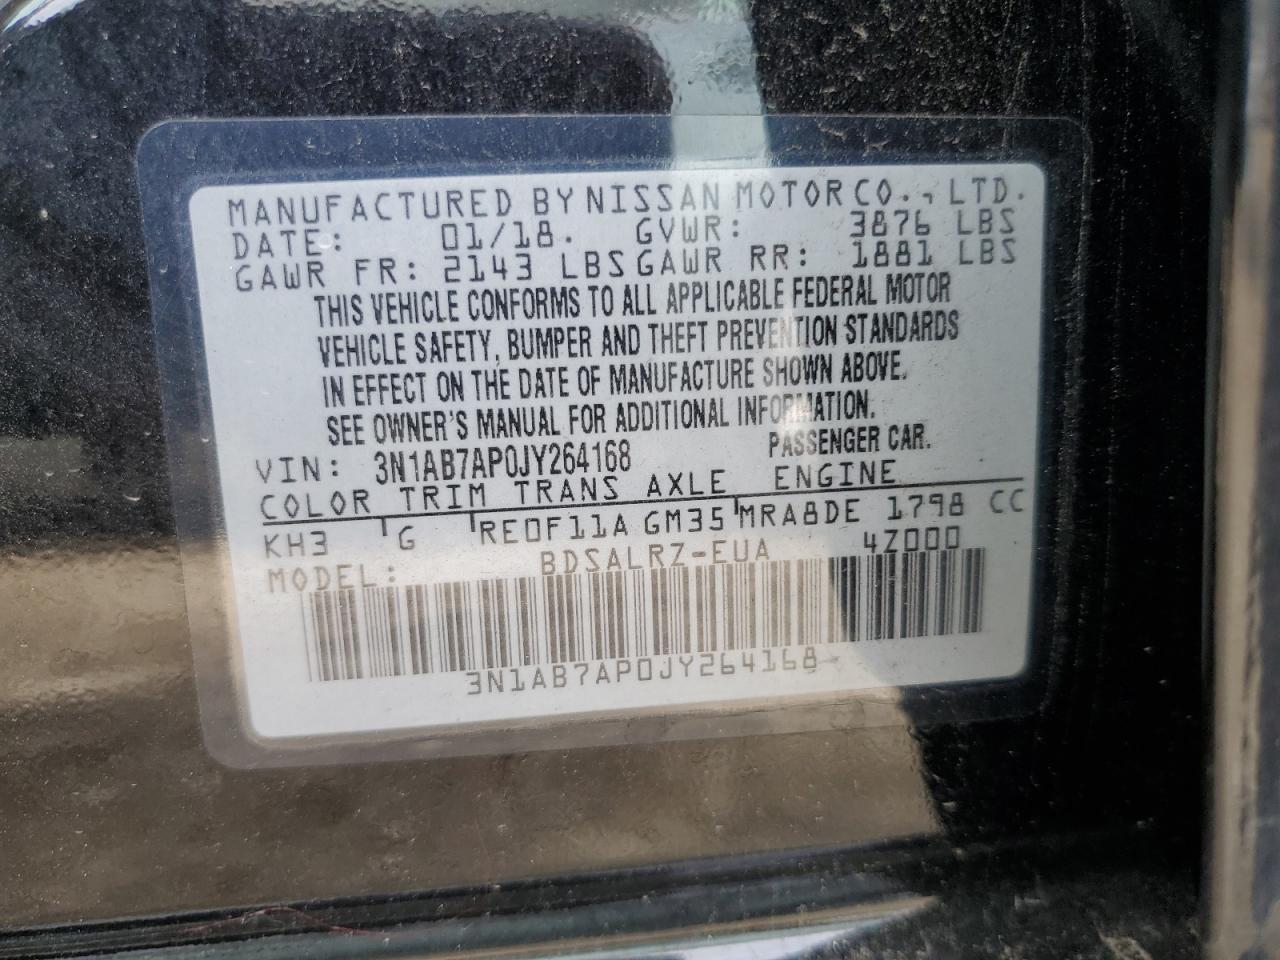 MANUFACTURED BY NISSAN MOTOR CO., LTD.
DATE: 01/18. GVWR: 3876 LBS
GAWR FR: 2143 LBS GAWR RR: 1881 LBS
THIS VEHICLE CONFORMS TO ALL APPLICABLE FEDERAL MOTOR
VEHICLE SAFETY, BUMPER AND THEFT PREVENTION STANDARDS
IN EFFECT ON THE DATE OF MANUFACTURE SHOWN ABOVE.
SEE OWNER'S MANUAL FOR ADDITIONAL INFORMATION.
VIN: 3N1AB7AP0JY264168 PASSENGER CAR.
COLOR TRIM TRANS AXLE ENGINE
KH3 G RE0F11A GM35 MRA8DE 1798 CC
MODEL: BDSALRZ-EUA 4Z000
3N1AB7AP0JY264168